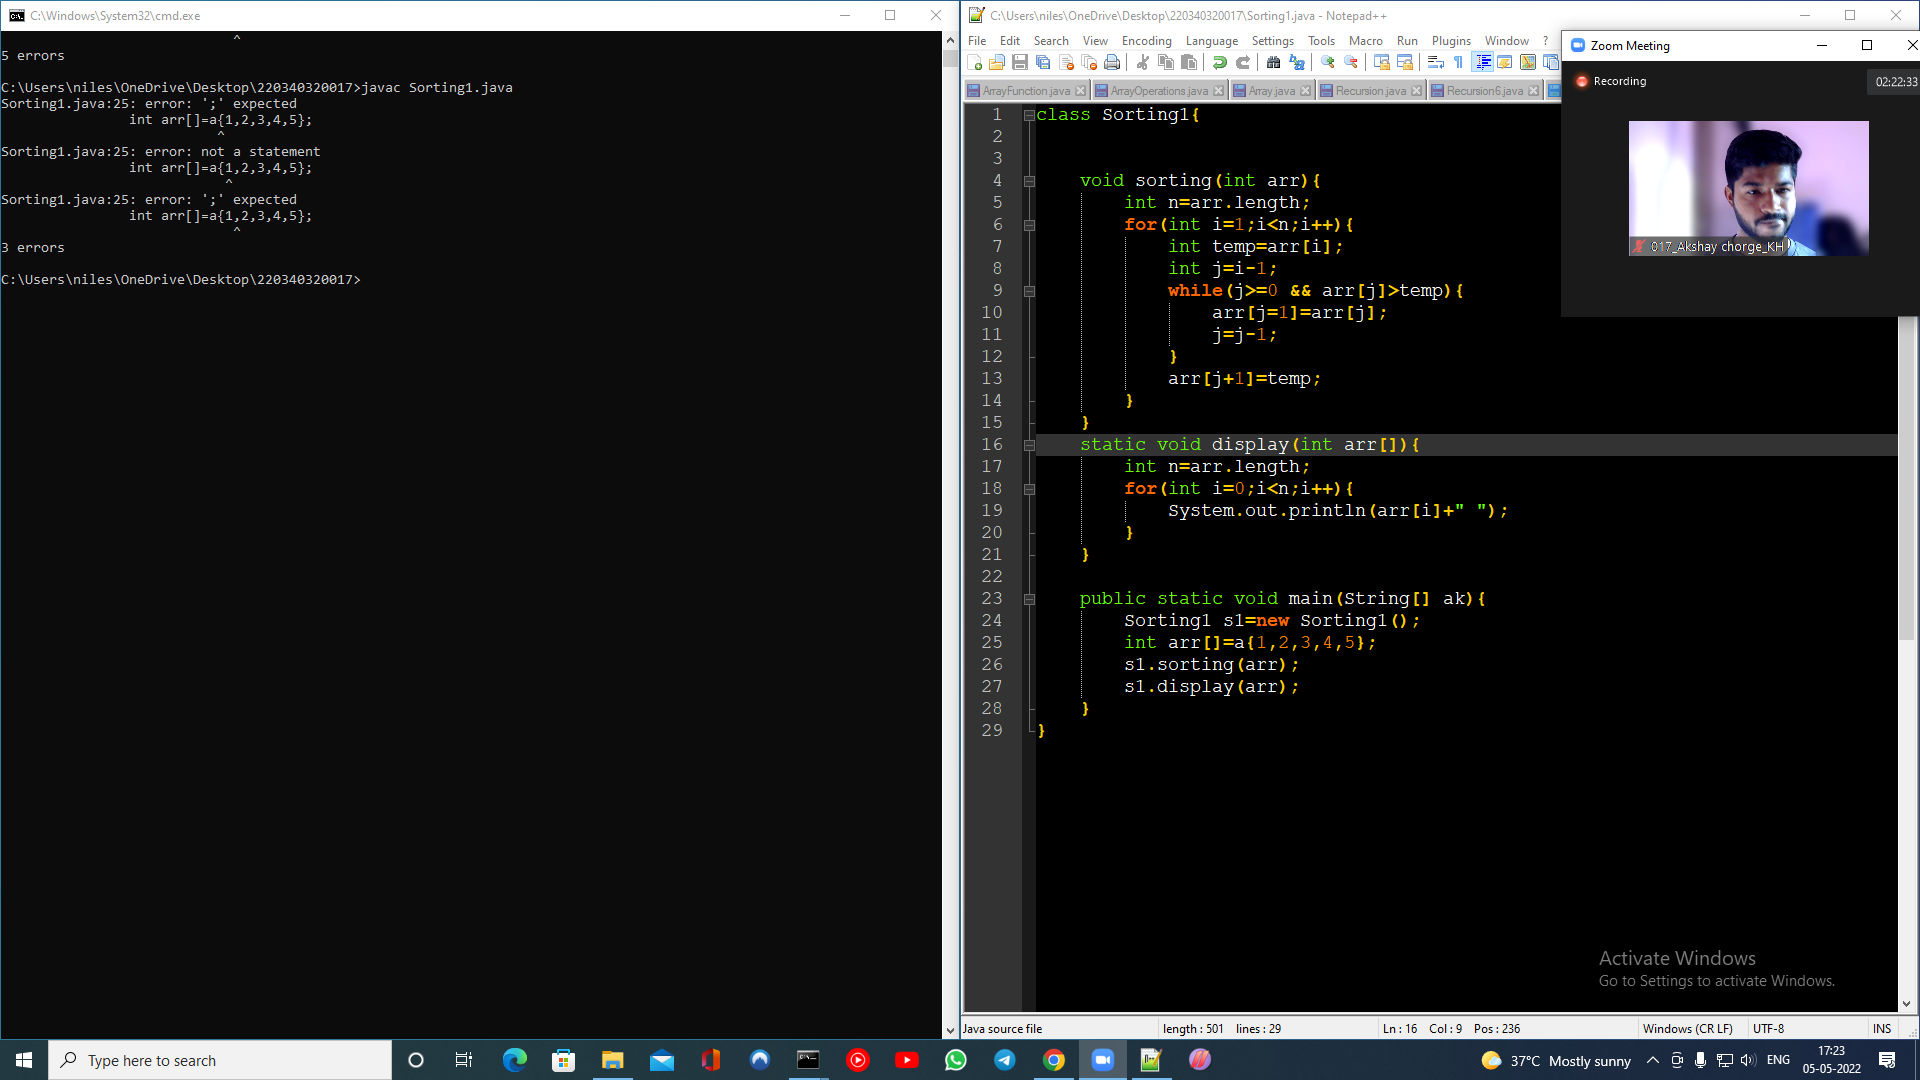 C:\Windows\System32\cmd.exe
^
5 errors
C:\Users\niles\OneDrive\Desktop\220340320017>javac Sorting1.java
Sorting1.java:25: error: ';' expected
int arr[]=a{1,2,3,4,5};
^
Sorting1.java:25: error: not a statement
int arr[]=a{1,2,3,4,5};
^
Sorting1.java:25: error: ';' expected
int arr[]=a{1,2,3,4,5};
^
3 errors
C:\Users\niles\OneDrive\Desktop\220340320017>
C:\Users\niles\OneDrive\Desktop\220340320017\Sorting1.java - Notepad++
File Edit Search View Encoding Language Settings Tools Macro Run Plugins Window ?
ArrayFunction.java ArrayOperations.java Array.java Recursion.java Recursion6.java
1 class Sorting1{
2
3
4 void sorting(int arr){
5 int n=arr.length;
6 for(int i=1;i<n;i++){
7 int temp=arr[i];
8 int j=i-1;
9 while(j>=0 && arr[j]>temp){
10 arr[j=1]=arr[j];
11 j=j-1;
12 }
13 arr[j+1]=temp;
14 }
15 }
16 static void display(int arr[]){
17 int n=arr.length;
18 for(int i=0;i<n;i++){
19 System.out.println(arr[i]+" ");
20 }
21 }
22
23 public static void main(String[] ak){
24 Sorting1 s1=new Sorting1();
25 int arr[]=a{1,2,3,4,5};
26 s1.sorting(arr);
27 s1.display(arr);
28 }
29 }
Zoom Meeting
Recording
02:22:33
017_Akshay chorge_KH
Activate Windows
Go to Settings to activate Windows.
Java source file length : 501 lines : 29 Ln : 16 Col : 9 Pos : 236 Windows (CR LF) UTF-8 INS
Type here to search
37°C Mostly sunny
ENG
17:23
05-05-2022